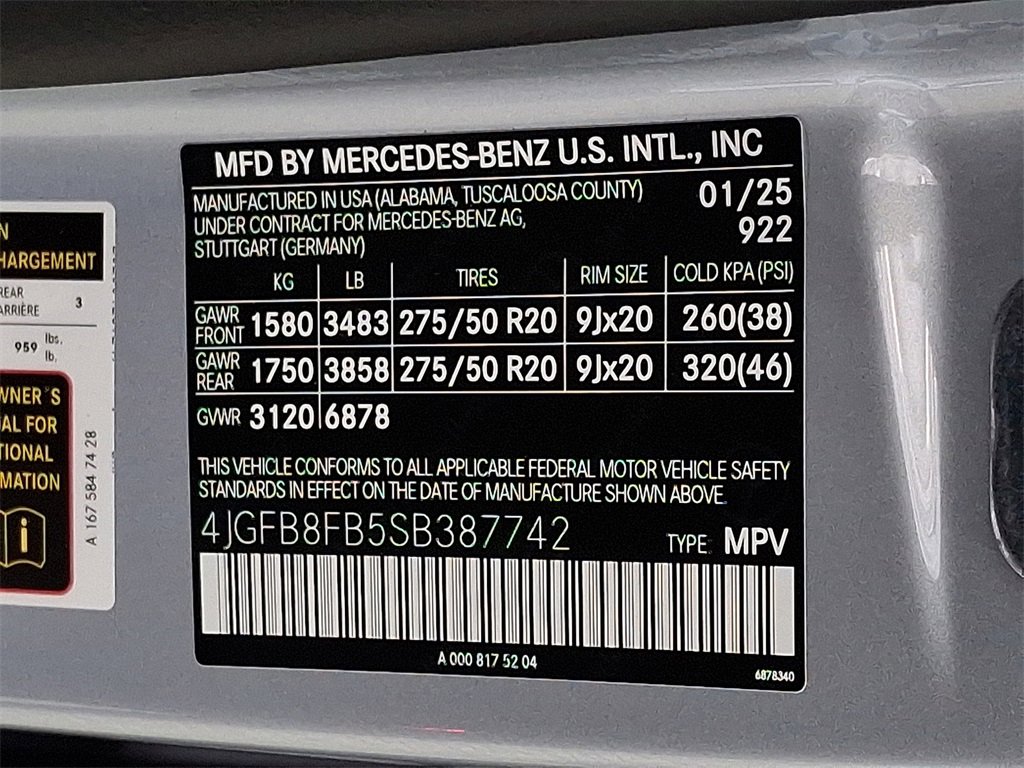 MFD BY MERCEDES-BENZ U.S. INTL., INC
MANUFACTURED IN USA (ALABAMA, TUSCALOOSA COUNTY) 01/25
UNDER CONTRACT FOR MERCEDES-BENZ AG, 922
STUTTGART (GERMANY)
KG LB TIRES RIM SIZE COLD KPA (PSI)
GAWR FRONT 1580 3483 275/50 R20 9Jx20 260(38)
GAWR REAR 1750 3858 275/50 R20 9Jx20 320(46)
GVWR 3120 6878
THIS VEHICLE CONFORMS TO ALL APPLICABLE FEDERAL MOTOR VEHICLE SAFETY
STANDARDS IN EFFECT ON THE DATE OF MANUFACTURE SHOWN ABOVE.
4JGFB8FB5SB387742 TYPE: MPV
A 000 817 52 04
6878340
N
HARGEMENT
REAR
ARRIÈRE 3
959 lbs.
lb.
WNER'S
AL FOR
TIONAL
MATION
i
A 167 584 74 28